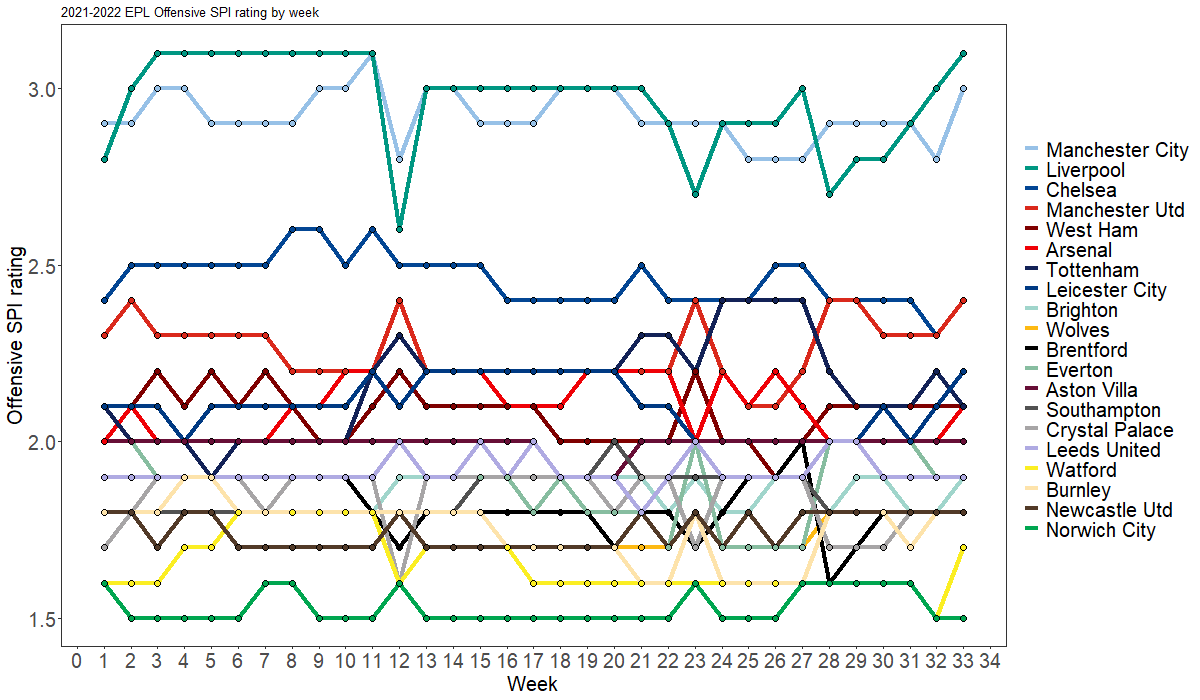 2021-2022 EPL Offensive SPI rating by week
Offensive SPI rating
3.0
2.5
2.0
1.5
0 1 2 3 4 5 6 7 8 9 10 11 12 13 14 15 16 17 18 19 20 21 22 23 24 25 26 27 28 29 30 31 32 33 34
Week
Manchester City
Liverpool
Chelsea
Manchester Utd
West Ham
Arsenal
Tottenham
Leicester City
Brighton
Wolves
Brentford
Everton
Aston Villa
Southampton
Crystal Palace
Leeds United
Watford
Burnley
Newcastle Utd
Norwich City